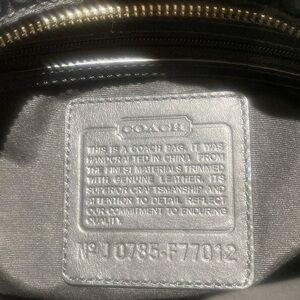 COACH
THIS IS A COACH BAG. IT WAS
HANDCRAFTED IN CHINA FROM
THE FINEST MATERIALS TRIMMED
WITH GENUINE LEATHER. ITS
SUPERIOR CRAFTSMANSHIP AND
ATTENTION TO DETAIL REFLECT
OUR COMMITMENT TO ENDURING
QUALITY.
Nº J0785-F77012